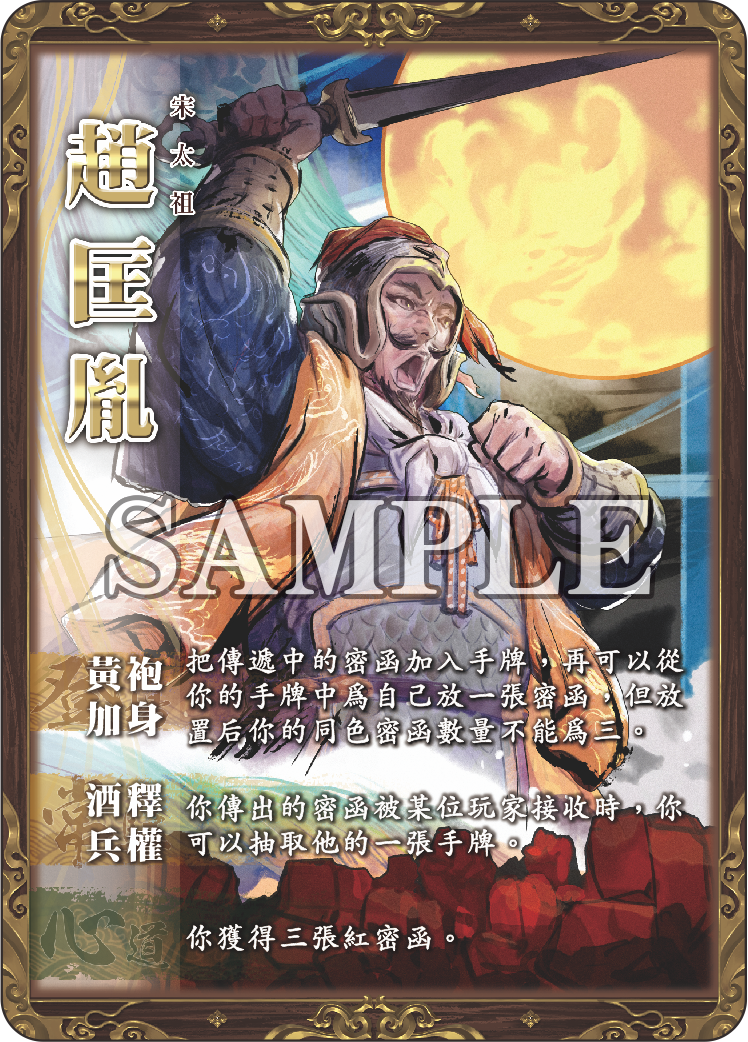 宋太祖
趙匡胤
SAMPLE
登
黃袍
加身
把傳遞中的密函加入手牌，再可以從
你的手牌中爲自己放一張密函，但放
置后你的同色密函數量不能爲三。
常
酒釋
兵權
你傳出的密函被某位玩家接收時，你
可以抽取他的一張手牌。
心道
你獲得三張紅密函。